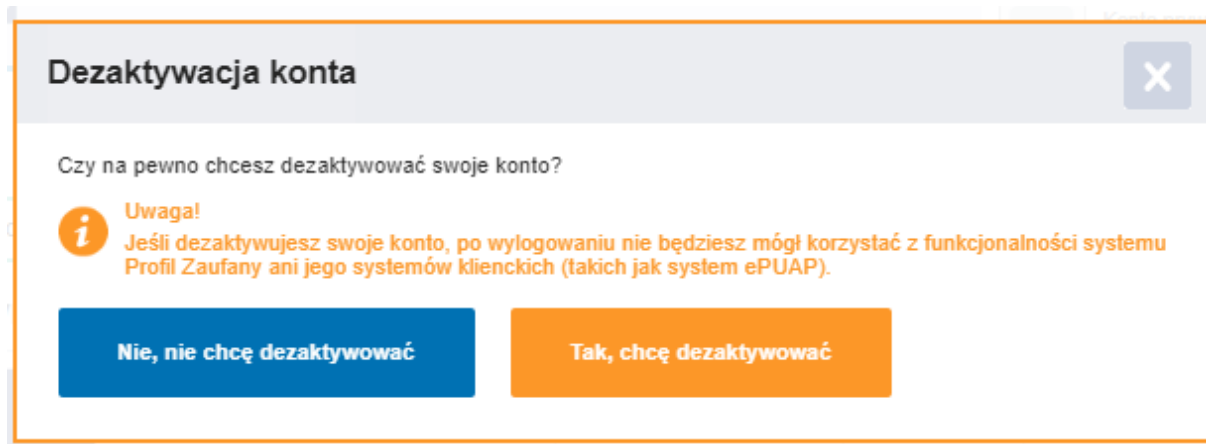 Dezaktywacja konta
Czy na pewno chcesz dezaktywować swoje konto?
Uwaga!
Jeśli dezaktywujesz swoje konto, po wylogowaniu nie będziesz mógł korzystać z funkcjonalności systemu
Profil Zaufany ani jego systemów klienckich (takich jak system ePUAP).
Nie, nie chcę dezaktywować
Tak, chcę dezaktywować